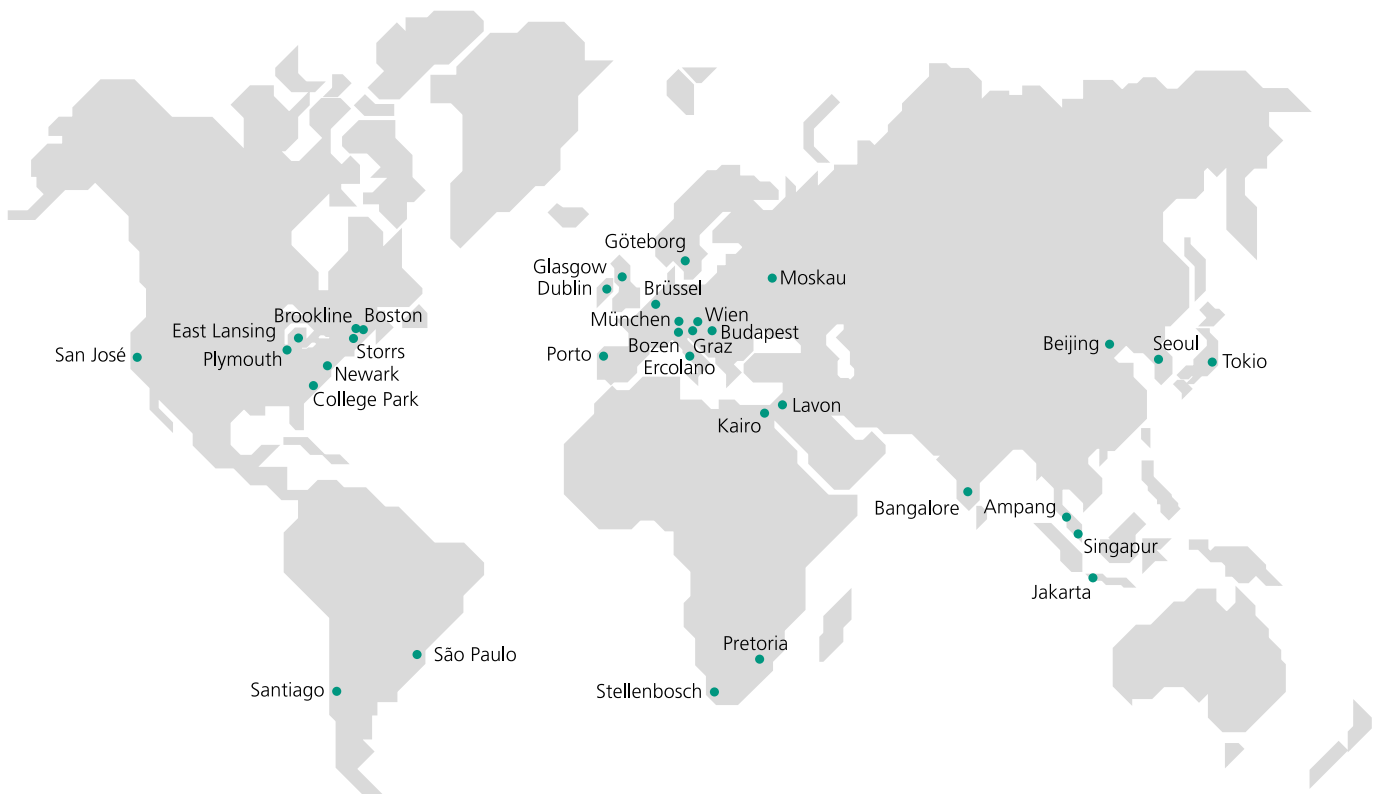 Göteborg
Glasgow
Moskau
Dublin
Brüssel
Brookline
Boston
Wien
München
East Lansing
Budapest
Beijing
Seoul
Bozen
Graz
Storrs
San José
Plymouth
Porto
Tokio
Ercolano
Newark
College Park
Lavon
Kairo
Bangalore
Ampang
Singapur
Jakarta
Pretoria
São Paulo
Santiago
Stellenbosch